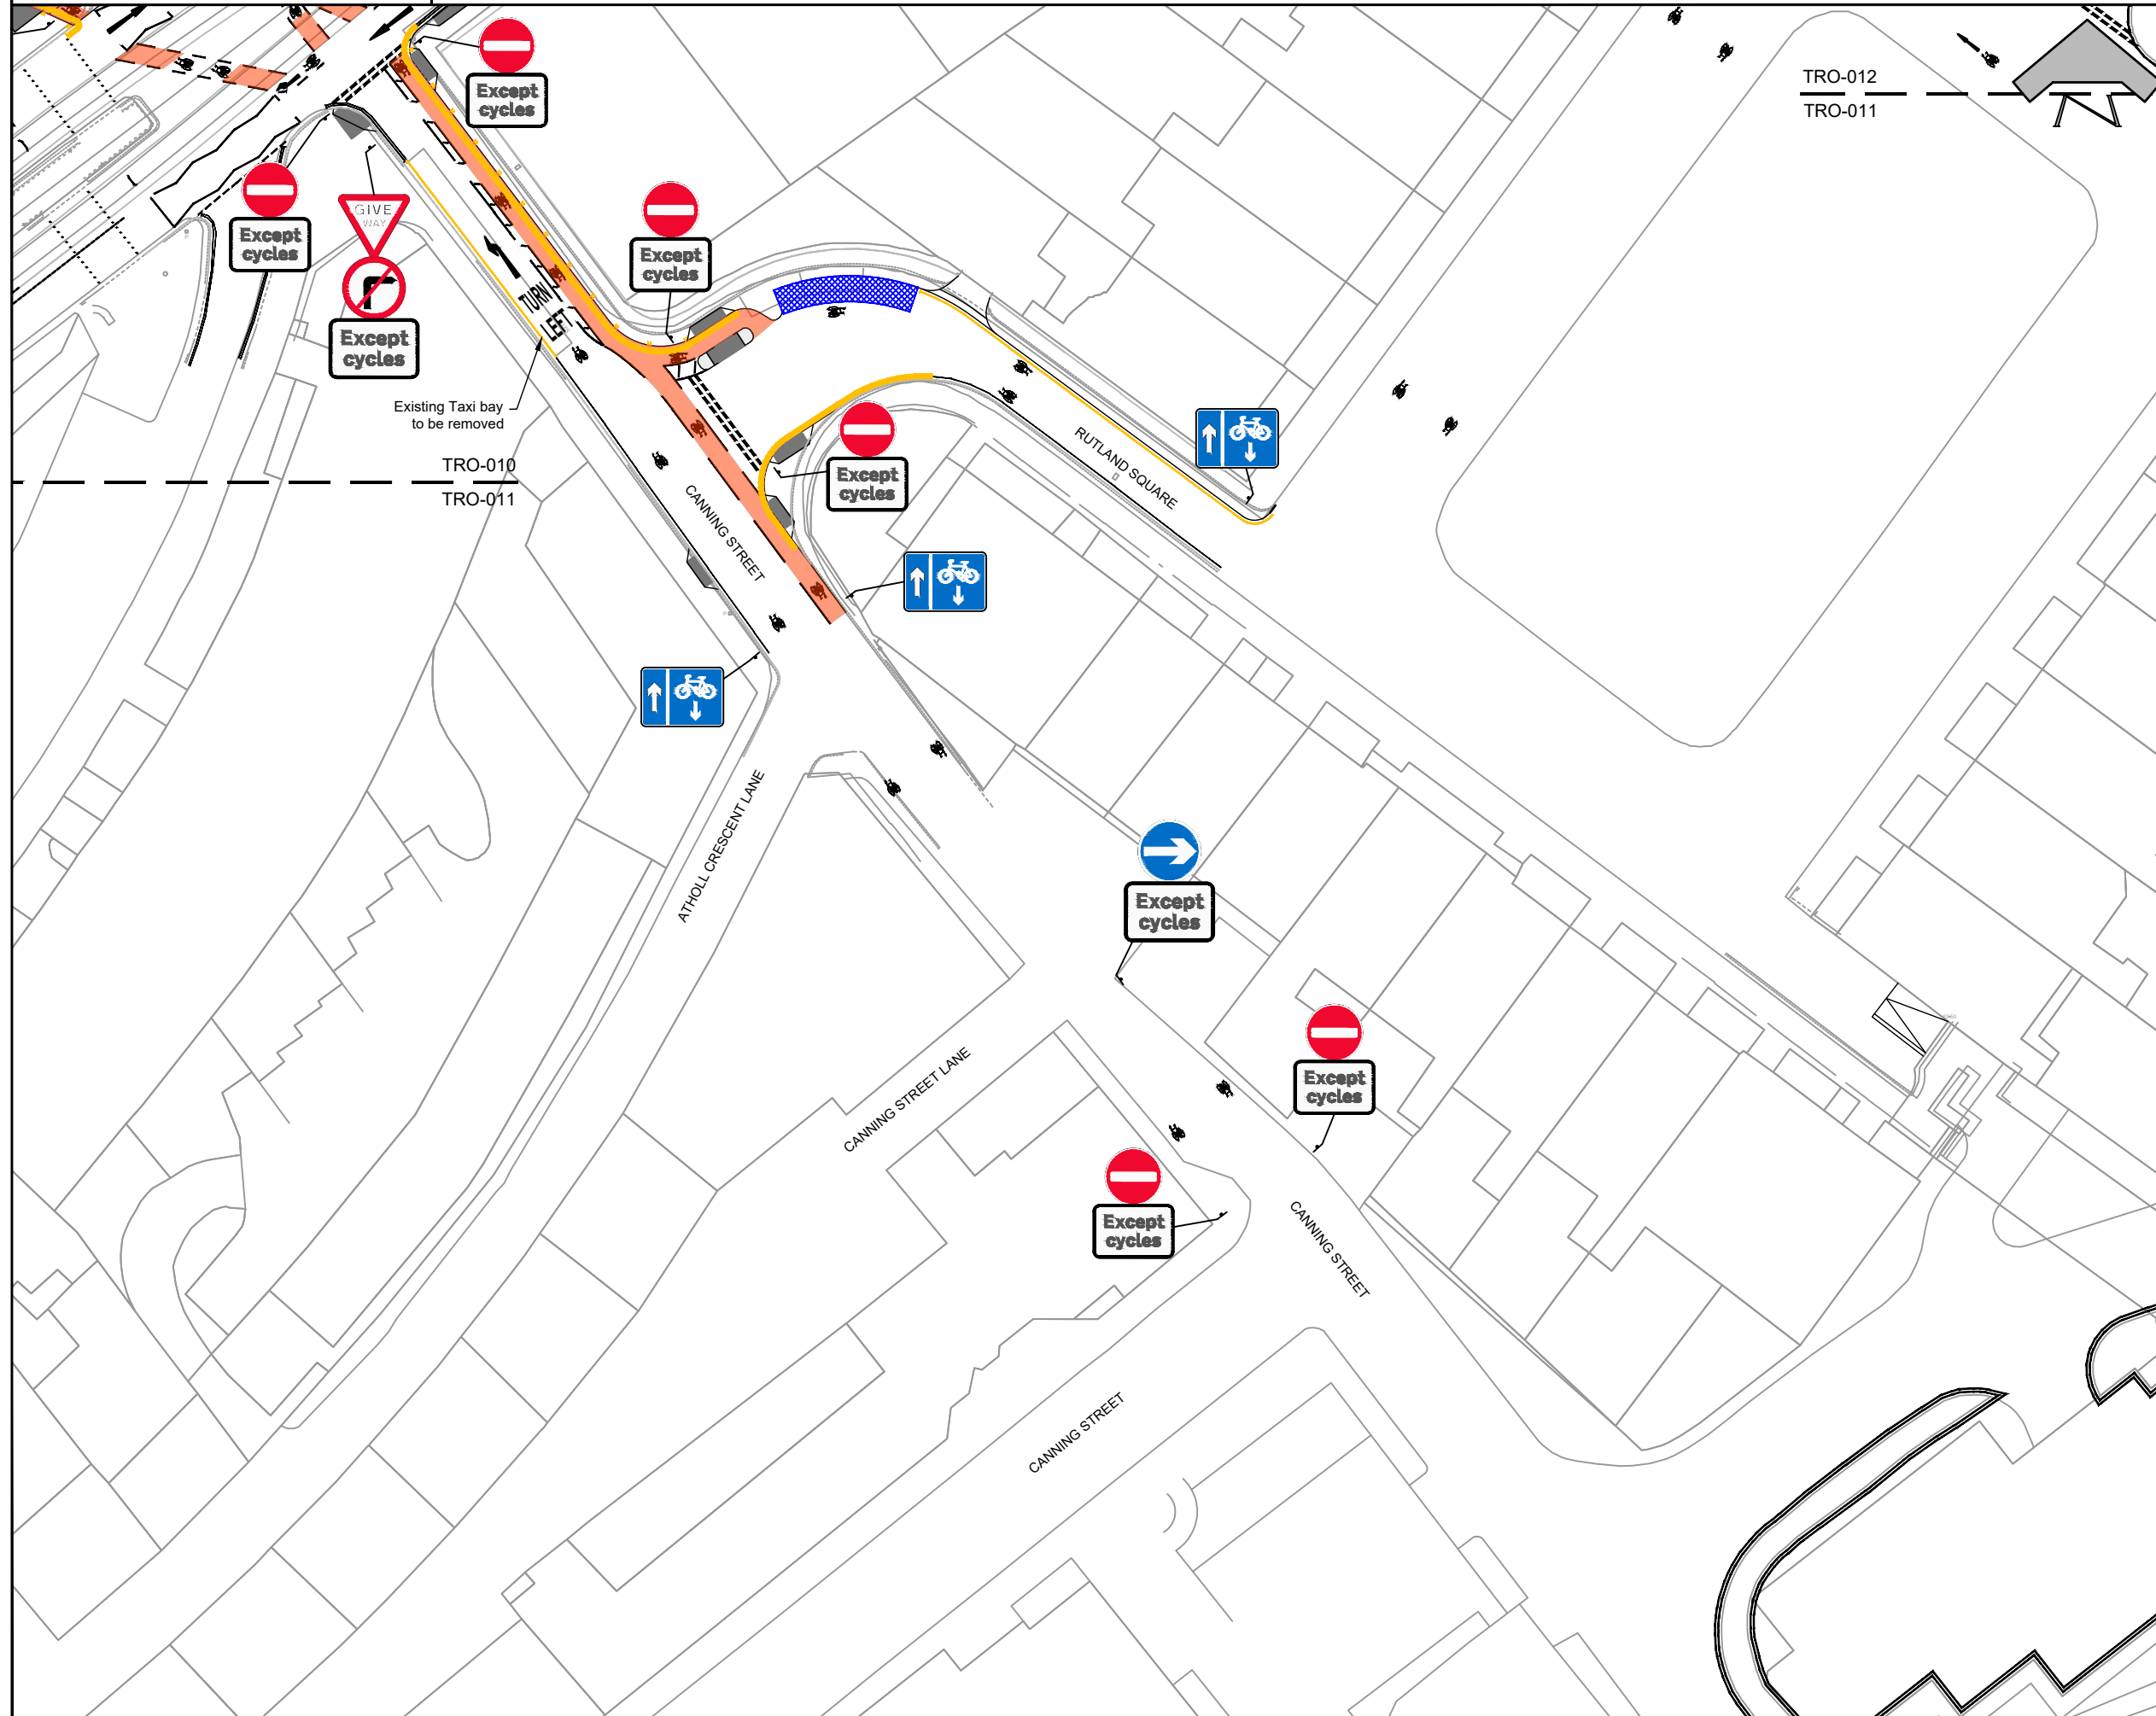 TRO-012
TRO-011
Except
cycles
Except
cycles
GIVE
WAY
Except
cycles
Except
cycles
TURN
LEFT
Existing Taxi bay
to be removed
TRO-010
TRO-011
Except
cycles
RUTLAND SQUARE
CANNING STREET
ATHOLL CRESCENT LANE
Except
cycles
Except
cycles
CANNING STREET LANE
Except
cycles
CANNING STREET
CANNING STREET